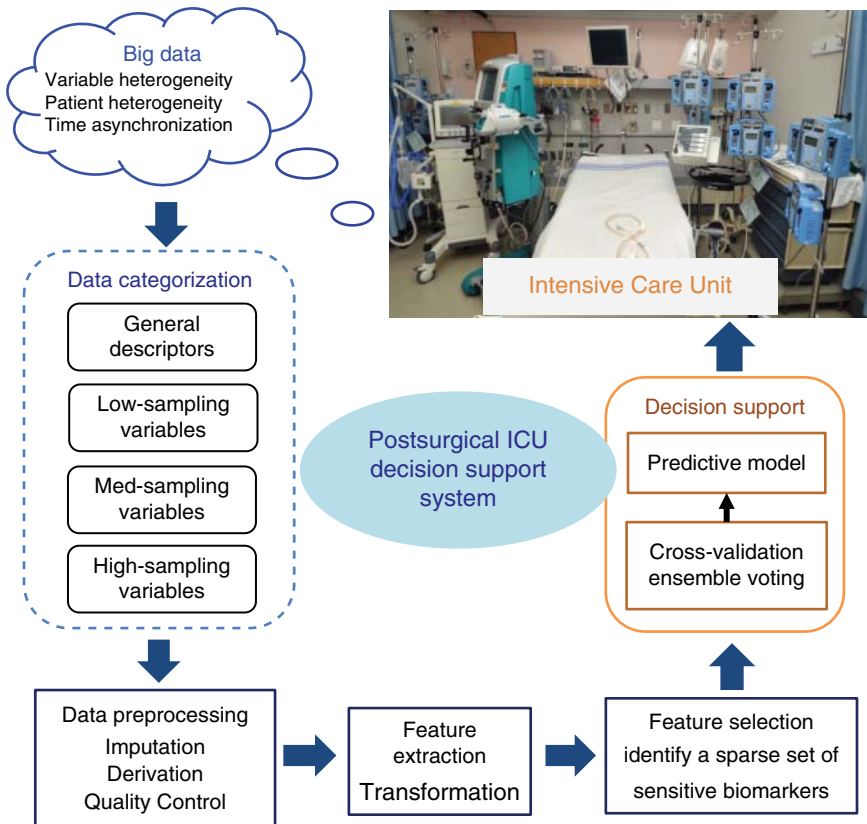 Big data
Variable heterogeneity
Patient heterogeneity
Time asynchronization
Data categorization
General
descriptors
Low-sampling
variables
Med-sampling
variables
High-sampling
variables
Data preprocessing
Imputation
Derivation
Quality Control
Feature
extraction
Transformation
Feature selection
identify a sparse set of
sensitive biomarkers
Decision support
Predictive model
Cross-validation
ensemble voting
Intensive Care Unit
Postsurgical ICU
decision support
system